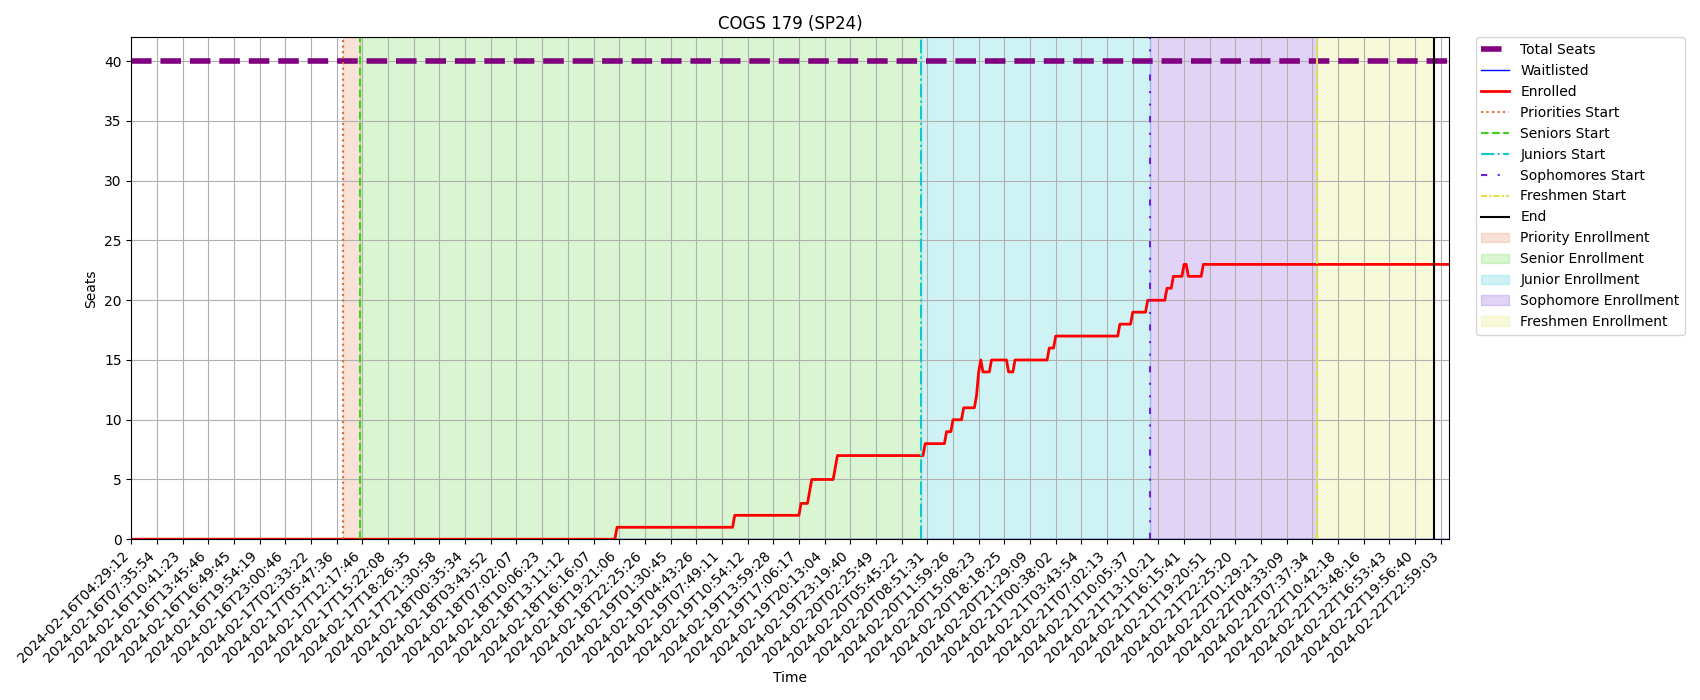 COGS 179 (SP24)
Seats
40
35
30
25
20
15
10
5
0
2024-02-16T04:29:12
2024-02-16T07:35:54
2024-02-16T10:41:23
2024-02-16T13:45:46
2024-02-16T16:49:45
2024-02-16T19:54:19
2024-02-16T23:00:46
2024-02-17T02:33:22
2024-02-17T05:47:36
2024-02-17T12:17:46
2024-02-17T15:22:08
2024-02-17T18:26:35
2024-02-17T21:30:58
2024-02-18T00:35:34
2024-02-18T03:43:52
2024-02-18T07:02:07
2024-02-18T10:06:23
2024-02-18T13:11:12
2024-02-18T16:16:07
2024-02-18T19:21:06
2024-02-18T22:25:26
2024-02-19T01:30:45
2024-02-19T04:43:26
2024-02-19T07:49:11
2024-02-19T10:54:12
2024-02-19T13:59:28
2024-02-19T17:06:17
2024-02-19T20:13:04
2024-02-19T23:19:40
2024-02-20T02:25:49
2024-02-20T05:45:22
2024-02-20T08:51:31
2024-02-20T11:59:26
2024-02-20T15:08:23
2024-02-20T18:18:25
2024-02-20T21:29:09
2024-02-21T00:38:02
2024-02-21T03:43:54
2024-02-21T07:02:13
2024-02-21T10:05:37
2024-02-21T13:10:21
2024-02-21T16:15:41
2024-02-21T19:20:51
2024-02-21T22:25:20
2024-02-22T01:29:21
2024-02-22T04:33:09
2024-02-22T07:37:34
2024-02-22T10:42:18
2024-02-22T13:48:16
2024-02-22T16:53:43
2024-02-22T19:56:40
2024-02-22T22:59:03
Time
Total Seats
Waitlisted
Enrolled
Priorities Start
Seniors Start
Juniors Start
Sophomores Start
Freshmen Start
End
Priority Enrollment
Senior Enrollment
Junior Enrollment
Sophomore Enrollment
Freshmen Enrollment